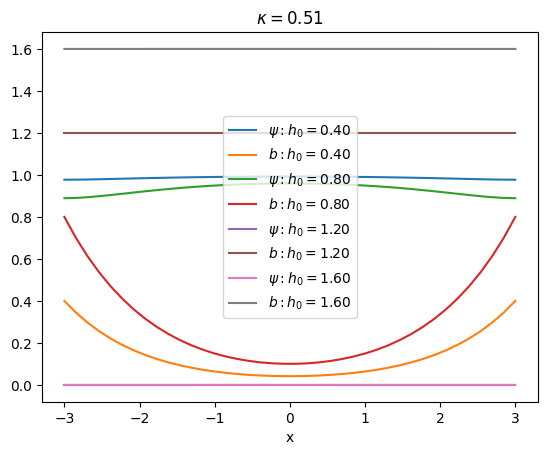 κ = 0.51
1.6
1.4
1.2
1.0
0.8
0.6
0.4
0.2
0.0
ψ : h₀ = 0.40
b : h₀ = 0.40
ψ : h₀ = 0.80
b : h₀ = 0.80
ψ : h₀ = 1.20
b : h₀ = 1.20
ψ : h₀ = 1.60
b : h₀ = 1.60
−3 −2 −1 0 1 2 3
x